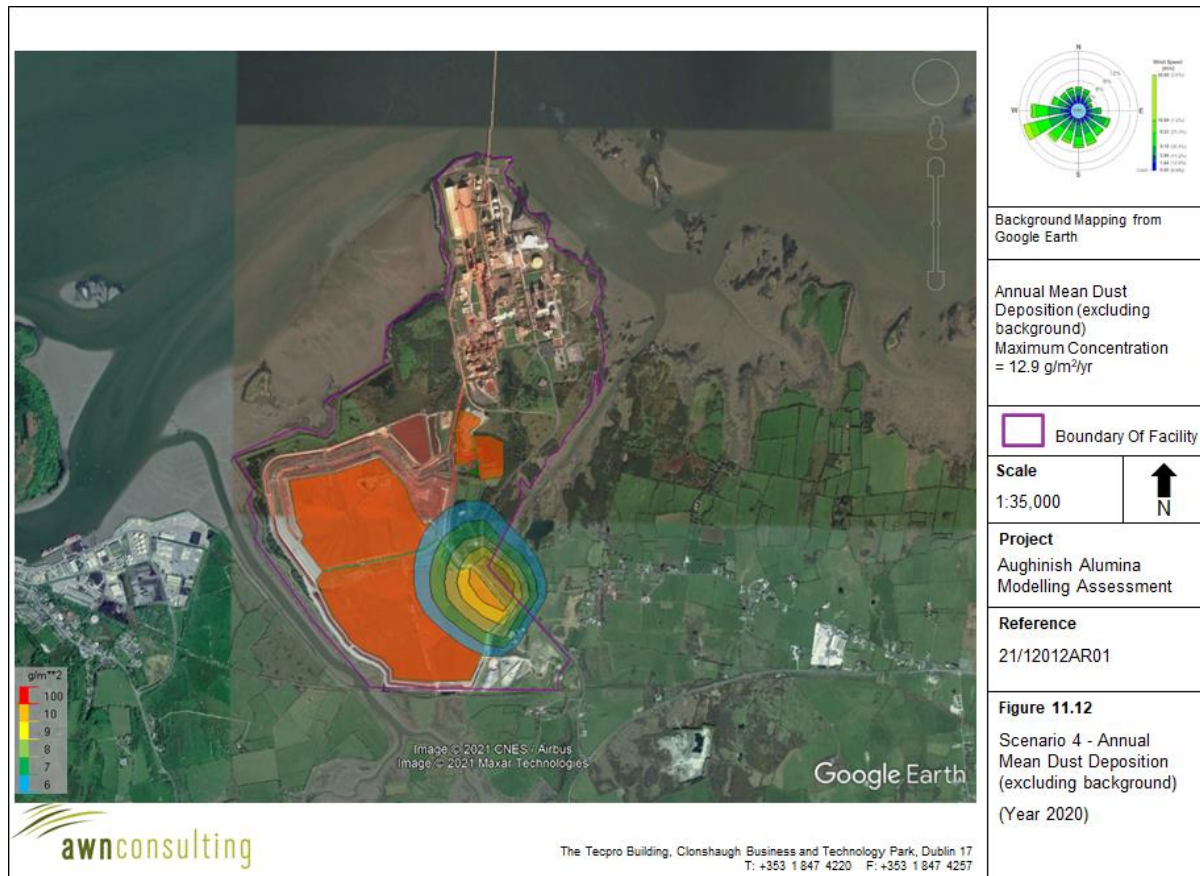 g/m**2
100
10
9
8
7
6
Image © 2021 CNES / Airbus
Image © 2021 Maxar Technologies
Google Earth
awnconsulting
The Tecpro Building, Clonshaugh Business and Technology Park, Dublin 17
T: +353 1 847 4220 F: +353 1 847 4257
N
W
E
S
Wind Speed
Background Mapping from
Google Earth
Annual Mean Dust
Deposition (excluding
background)
Maximum Concentration
= 12.9 g/m²/yr
Boundary Of Facility
Scale
1:35,000
N
Project
Aughinish Alumina
Modelling Assessment
Reference
21/12012AR01
Figure 11.12
Scenario 4 - Annual
Mean Dust Deposition
(excluding background)
(Year 2020)